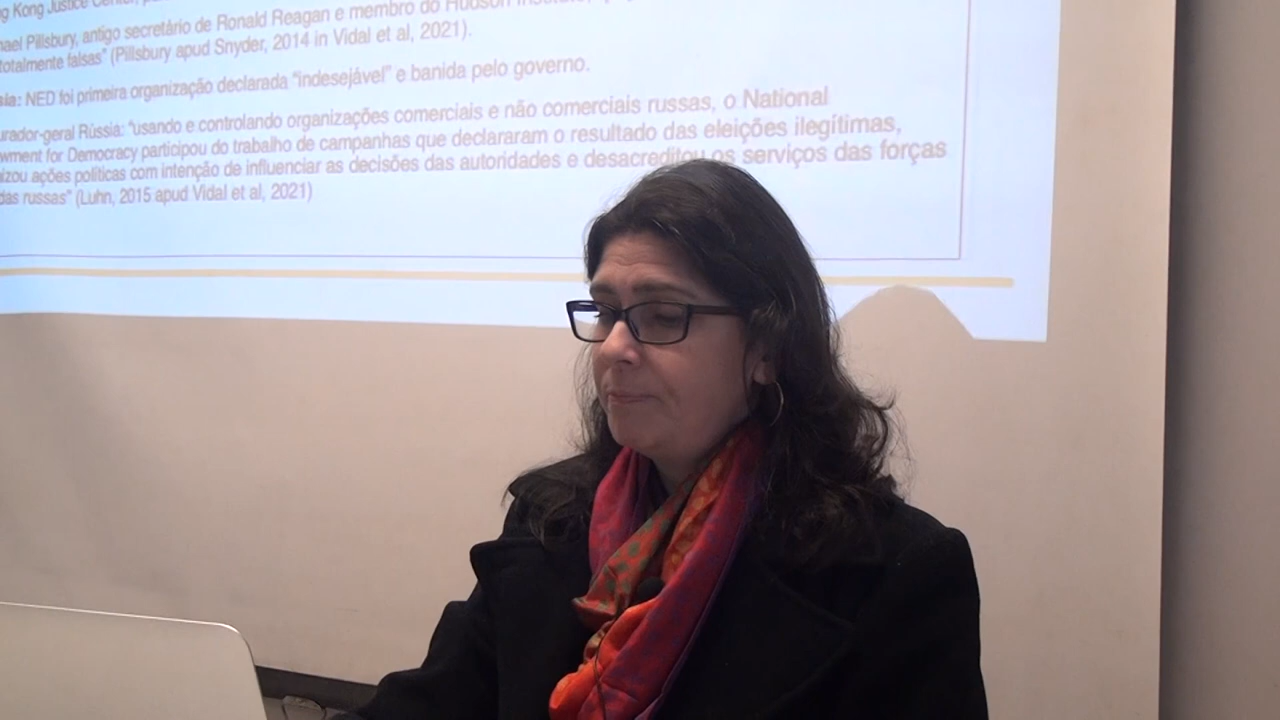 g Kong Justice Center,
ael Pillsbury, antigo secretário de Ronald Reagan e membro do Hudson
totalmente falsas" (Pillsbury apud Snyder, 2014 in Vidal et al, 2021).
sia: NED foi primeira organização declarada "indesejável" e banida pelo governo.
urador-geral Rússia: "usando e controlando organizações comerciais e não comerciais russas, o National
wment for Democracy participou do trabalho de campanhas que declararam o resultado das eleições ilegítimas,
izou ações políticas com intenção de influenciar as decisões das autoridades e desacreditou os serviços das forças
das russas" (Luhn, 2015 apud Vidal et al, 2021)